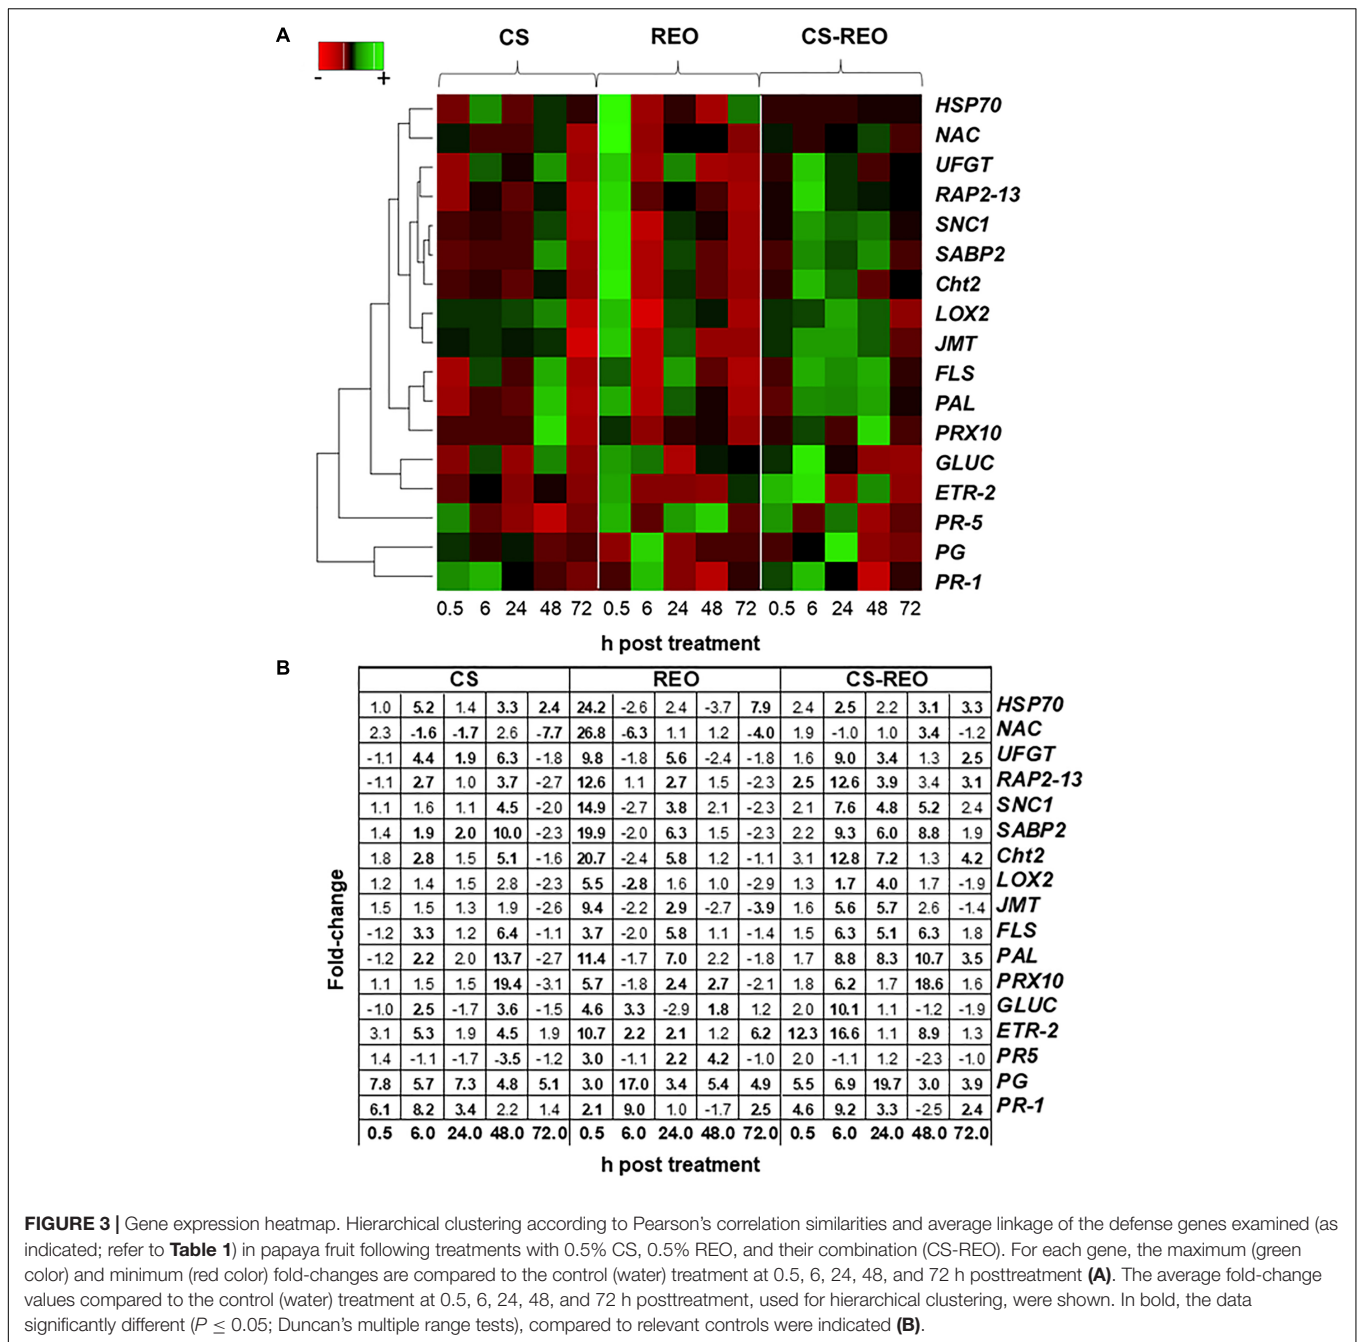 A
CS REO CS-REO
- +
HSP70
NAC
UFGT
RAP2-13
SNC1
SABP2
Cht2
LOX2
JMT
FLS
PAL
PRX10
GLUC
ETR-2
PR-5
PG
PR-1
0.5 6 24 48 72 0.5 6 24 48 72 0.5 6 24 48 72
h post treatment
B
CS REO CS-REO
1.0 5.2 1.4 3.3 2.4 24.2 -2.6 2.4 -3.7 7.9 2.4 2.5 2.2 3.1 3.3 HSP70
2.3 -1.6 -1.7 2.6 -7.7 26.8 -6.3 1.1 1.2 -4.0 1.9 -1.0 1.0 3.4 -1.2 NAC
-1.1 4.4 1.9 6.3 -1.8 9.8 -1.8 5.6 -2.4 -1.8 1.6 9.0 3.4 1.3 2.5 UFGT
-1.1 2.7 1.0 3.7 -2.7 12.6 1.1 2.7 1.5 -2.3 2.5 12.6 3.9 3.4 3.1 RAP2-13
1.1 1.6 1.1 4.5 -2.0 14.9 -2.7 3.8 2.1 -2.3 2.1 7.6 4.8 5.2 2.4 SNC1
1.4 1.9 2.0 10.0 -2.3 19.9 -2.0 6.3 1.5 -2.3 2.2 9.3 6.0 8.8 1.9 SABP2
1.8 2.8 1.5 5.1 -1.6 20.7 -2.4 5.8 1.2 -1.1 3.1 12.8 7.2 1.3 4.2 Cht2
1.2 1.4 1.5 2.8 -2.3 5.5 -2.8 1.6 1.0 -2.9 1.3 1.7 4.0 1.7 -1.9 LOX2
1.5 1.5 1.3 1.9 -2.6 9.4 -2.2 2.9 -2.7 -3.9 1.6 5.6 5.7 2.6 -1.4 JMT
-1.2 3.3 1.2 6.4 -1.1 3.7 -2.0 5.8 1.1 -1.4 1.5 6.3 5.1 6.3 1.8 FLS
-1.2 2.2 2.0 13.7 -2.7 11.4 -1.7 7.0 2.2 -1.8 1.7 8.8 8.3 10.7 3.5 PAL
1.1 1.5 1.5 19.4 -3.1 5.7 -1.8 2.4 2.7 -2.1 1.8 6.2 1.7 18.6 1.6 PRX10
-1.0 2.5 -1.7 3.6 -1.5 4.6 3.3 -2.9 1.8 1.2 2.0 10.1 1.1 -1.2 -1.9 GLUC
3.1 5.3 1.9 4.5 1.9 10.7 2.2 2.1 1.2 6.2 12.3 16.6 1.1 8.9 1.3 ETR-2
1.4 -1.1 -1.7 -3.5 -1.2 3.0 -1.1 2.2 4.2 -1.0 2.0 -1.1 1.2 -2.3 -1.0 PR5
7.8 5.7 7.3 4.8 5.1 3.0 17.0 3.4 5.4 4.9 5.5 6.9 19.7 3.0 3.9 PG
6.1 8.2 3.4 2.2 1.4 2.1 9.0 1.0 -1.7 2.5 4.6 9.2 3.3 -2.5 2.4 PR-1
0.5 6.0 24.0 48.0 72.0 0.5 6.0 24.0 48.0 72.0 0.5 6.0 24.0 48.0 72.0
Fold-change
h post treatment
FIGURE 3 | Gene expression heatmap. Hierarchical clustering according to Pearson's correlation similarities and average linkage of the defense genes examined (as
indicated; refer to Table 1) in papaya fruit following treatments with 0.5% CS, 0.5% REO, and their combination (CS-REO). For each gene, the maximum (green
color) and minimum (red color) fold-changes are compared to the control (water) treatment at 0.5, 6, 24, 48, and 72 h posttreatment (A). The average fold-change
values compared to the control (water) treatment at 0.5, 6, 24, 48, and 72 h posttreatment, used for hierarchical clustering, were shown. In bold, the data
significantly different (P ≤ 0.05; Duncan's multiple range tests), compared to relevant controls were indicated (B).